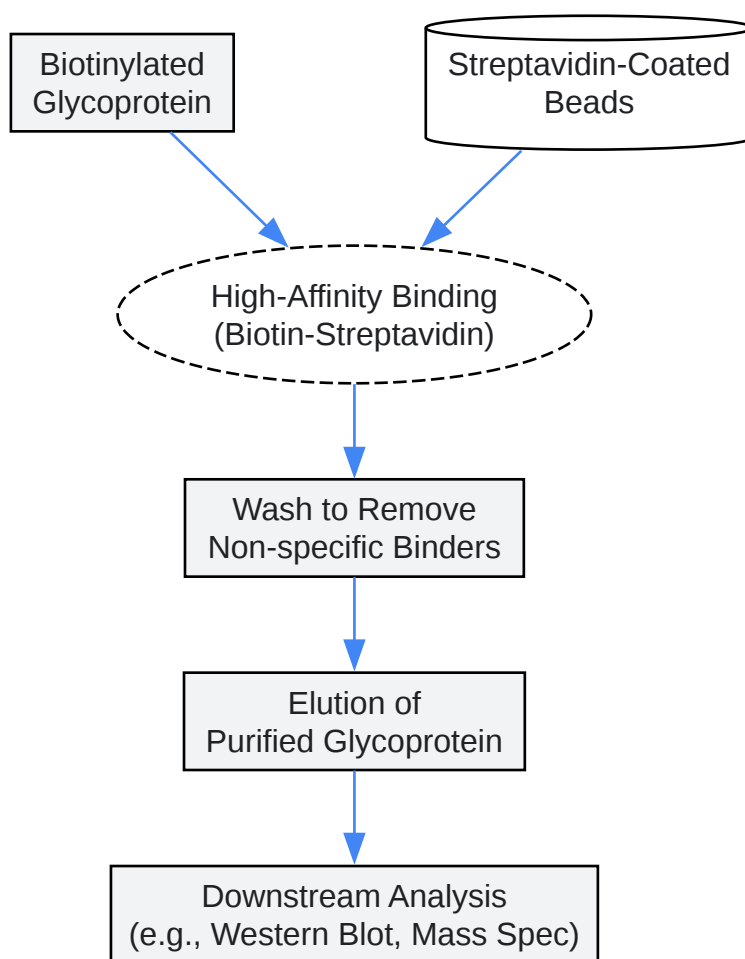 Biotinylated
Glycoprotein
Streptavidin-Coated
Beads
High-Affinity Binding
(Biotin-Streptavidin)
Wash to Remove
Non-specific Binders
Elution of
Purified Glycoprotein
Downstream Analysis
(e.g., Western Blot, Mass Spec)